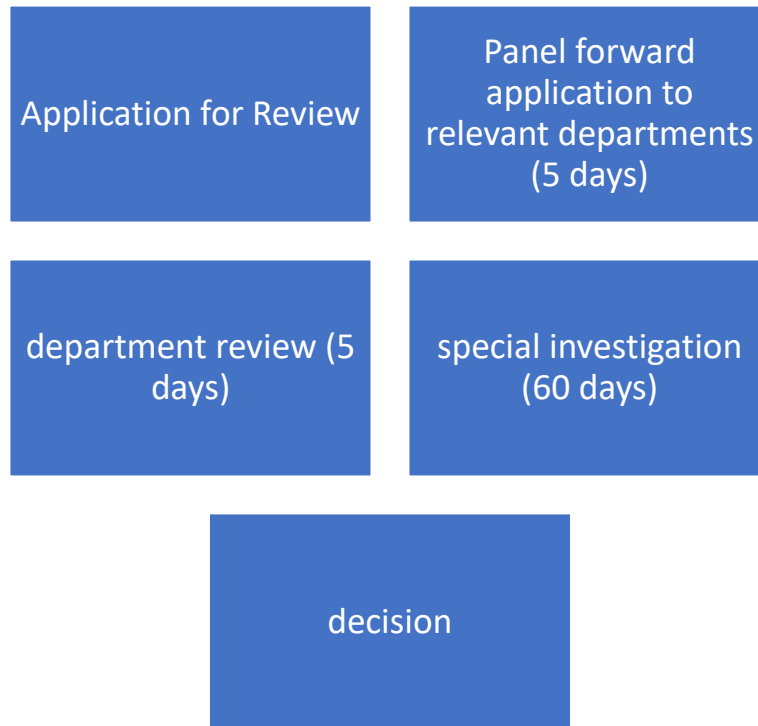 Application for Review
Panel forward
application to
relevant departments
(5 days)
department review (5
days)
special investigation
(60 days)
decision